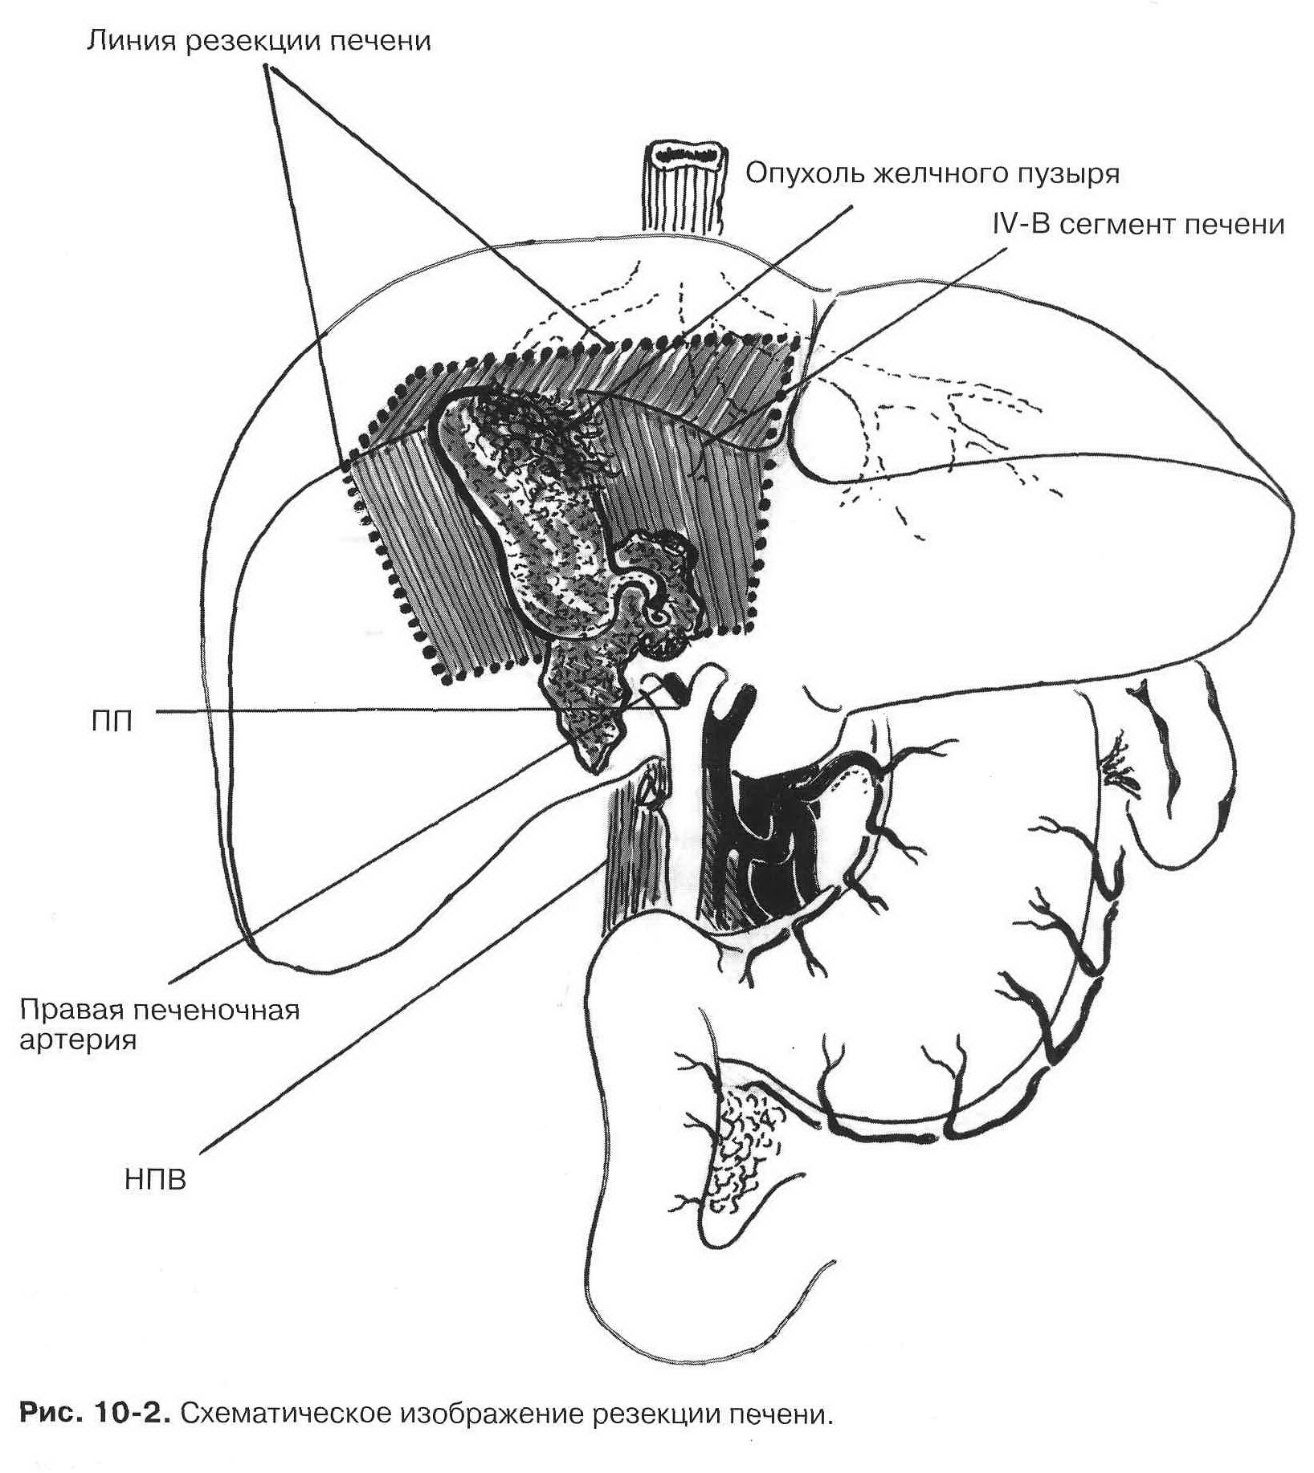 Линия резекции печени
Опухоль желчного пузыря
IV-В сегмент печени
ПП
Правая печеночная
артерия
НПВ
Рис. 10-2. Схематическое изображение резекции печени.